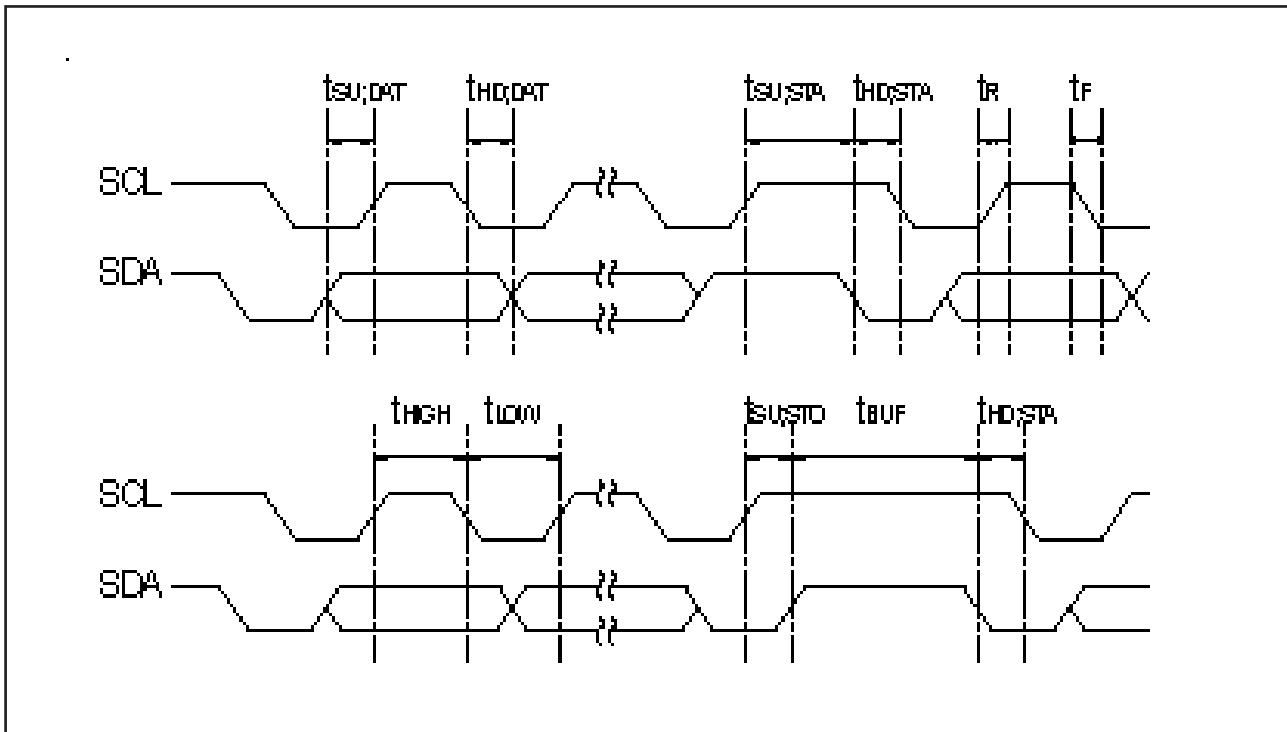 tSU;DAT tHD;DAT tSU;STA tHD;STA tR tF
SCL
SDA
tHIGH tLOW tSU;STO tBUF tHD;STA
SCL
SDA